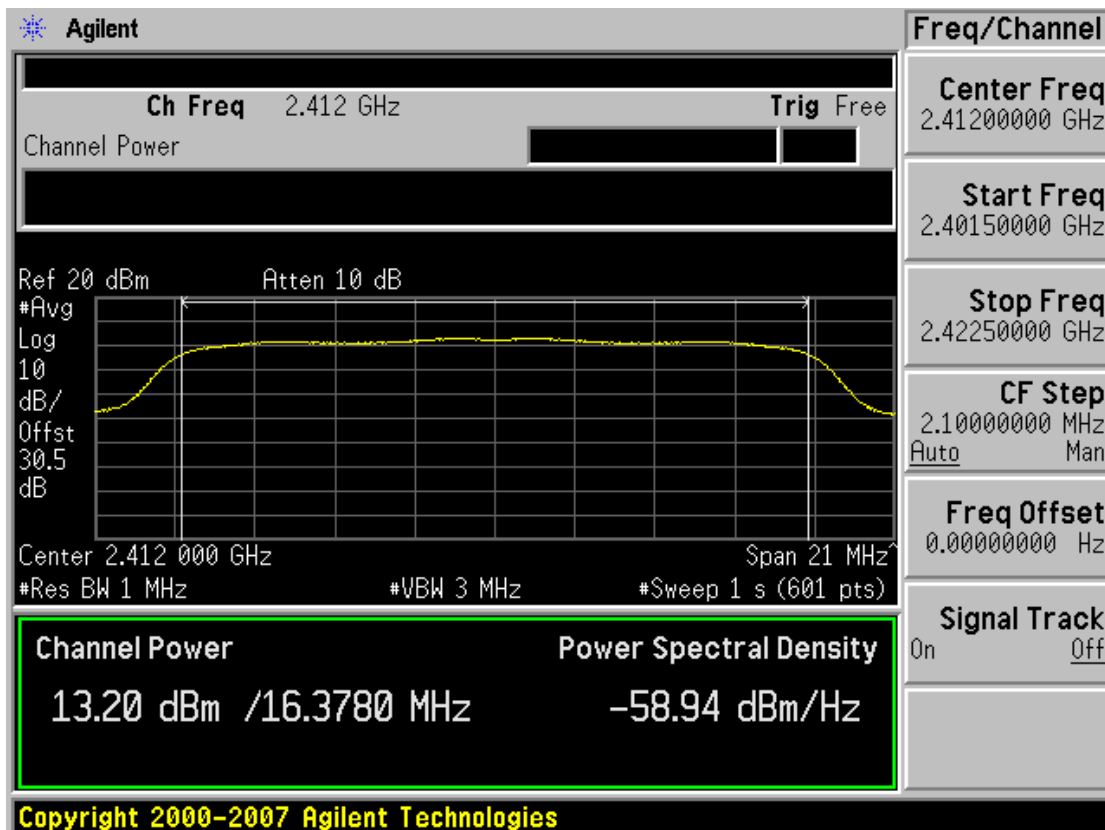 Agilent
Freq/Channel
Ch Freq 2.412 GHz Trig Free
Channel Power
Ref 20 dBm Atten 10 dB
#Avg
Log
10
dB/
Offst
30.5
dB
Center 2.412 000 GHz Span 21 MHz^
#Res BW 1 MHz #VBW 3 MHz #Sweep 1 s (601 pts)
Channel Power Power Spectral Density
13.20 dBm /16.3780 MHz -58.94 dBm/Hz
Center Freq
2.41200000 GHz
Start Freq
2.40150000 GHz
Stop Freq
2.42250000 GHz
CF Step
2.10000000 MHz
Auto Man
Freq Offset
0.00000000 Hz
Signal Track
On Off
Copyright 2000-2007 Agilent Technologies